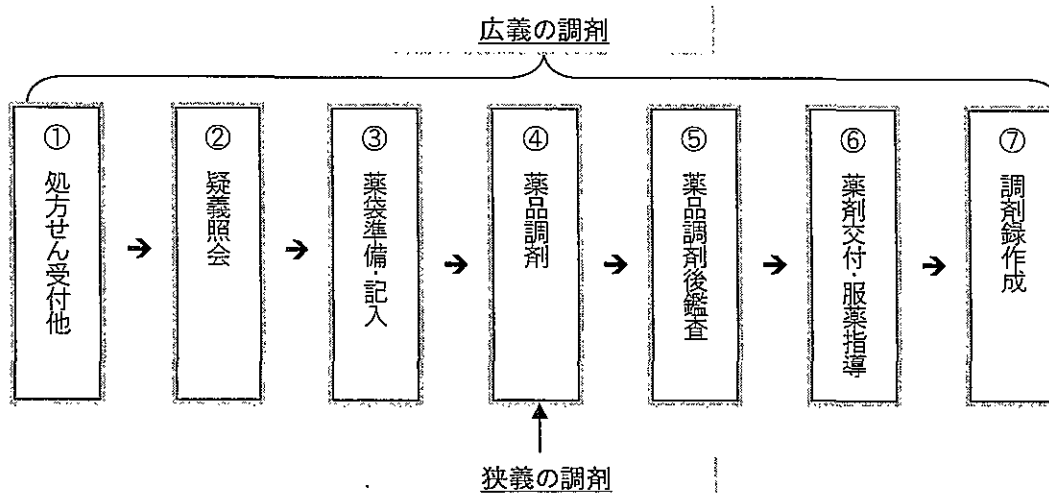 広義の調剤
① 処方せん受付他
② 疑義照会
③ 薬袋準備・記入
④ 薬品調剤
⑤ 薬品調剤後鑑査
⑥ 薬剤交付・服薬指導
⑦ 調剤録作成
狭義の調剤